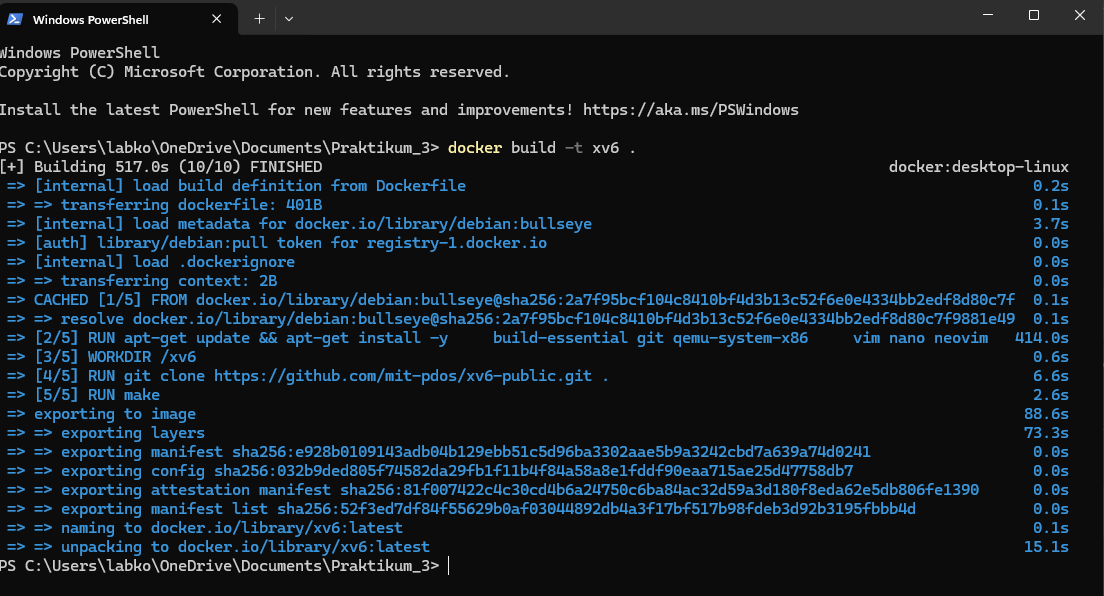 Windows PowerShell
Windows PowerShell
Copyright (C) Microsoft Corporation. All rights reserved.
Install the latest PowerShell for new features and improvements! https://aka.ms/PSWindows
PS C:\Users\labko\OneDrive\Documents\Praktikum_3> docker build -t xv6 .
[+] Building 517.0s (10/10) FINISHED docker:desktop-linux
=> [internal] load build definition from Dockerfile 0.2s
=> => transferring dockerfile: 401B 0.1s
=> [internal] load metadata for docker.io/library/debian:bullseye 3.7s
=> [auth] library/debian:pull token for registry-1.docker.io 0.0s
=> [internal] load .dockerignore 0.0s
=> => transferring context: 2B 0.0s
=> CACHED [1/5] FROM docker.io/library/debian:bullseye@sha256:2a7f95bcf104c8410bf4d3b13c52f6e0e4334bb2edf8d80c7f 0.1s
=> => resolve docker.io/library/debian:bullseye@sha256:2a7f95bcf104c8410bf4d3b13c52f6e0e4334bb2edf8d80c7f9881e49 0.1s
=> [2/5] RUN apt-get update && apt-get install -y build-essential git qemu-system-x86 vim nano neovim 414.0s
=> [3/5] WORKDIR /xv6 0.6s
=> [4/5] RUN git clone https://github.com/mit-pdos/xv6-public.git . 6.6s
=> [5/5] RUN make 2.6s
=> exporting to image 88.6s
=> => exporting layers 73.3s
=> => exporting manifest sha256:e928b0109143adb04b129ebb51c5d96ba3302aae5b9a3242cbd7a639a74d0241 0.0s
=> => exporting config sha256:032b9ded805f74582da29fb1f11b4f84a58a8e1fddf90eaa715ae25d47758db7 0.0s
=> => exporting attestation manifest sha256:81f007422c4c30cd4b6a24750c6ba84ac32d59a3d180f8eda62e5db806fe1390 0.0s
=> => exporting manifest list sha256:52f3ed7df84f55629b0af03044892db4a3f17bf517b98fdeb3d92b3195fbbb4d 0.0s
=> => naming to docker.io/library/xv6:latest 0.1s
=> => unpacking to docker.io/library/xv6:latest 15.1s
PS C:\Users\labko\OneDrive\Documents\Praktikum_3>